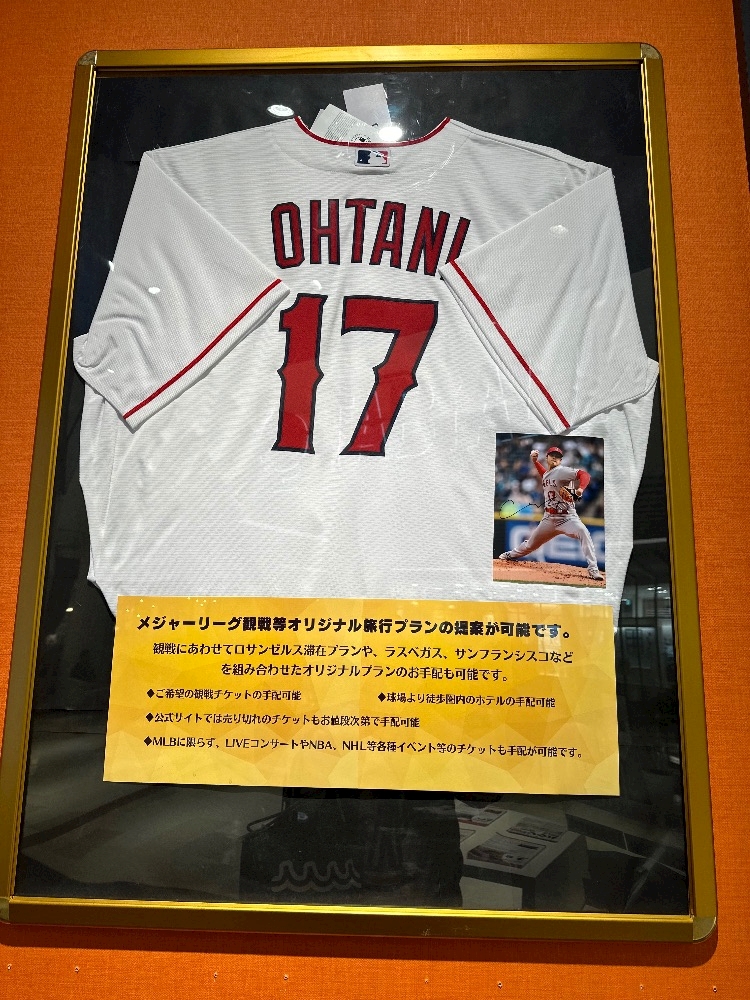 OHTANI
17
メジャーリーグ観戦等オリジナル旅行プランの提案が可能です。
観戦にあわせてロサンゼルス滞在プランや、ラスベガス、サンフランシスコなど
を組み合わせたオリジナルプランのお手配も可能です。
◆ご希望の観戦チケットの手配可能 ◆球場より徒歩圏内のホテルの手配可能
◆公式サイトでは売り切れのチケットもお値段次第で手配可能
◆MLBに限らず、LIVEコンサートやNBA、NHL等各種イベント等のチケットも手配が可能です。